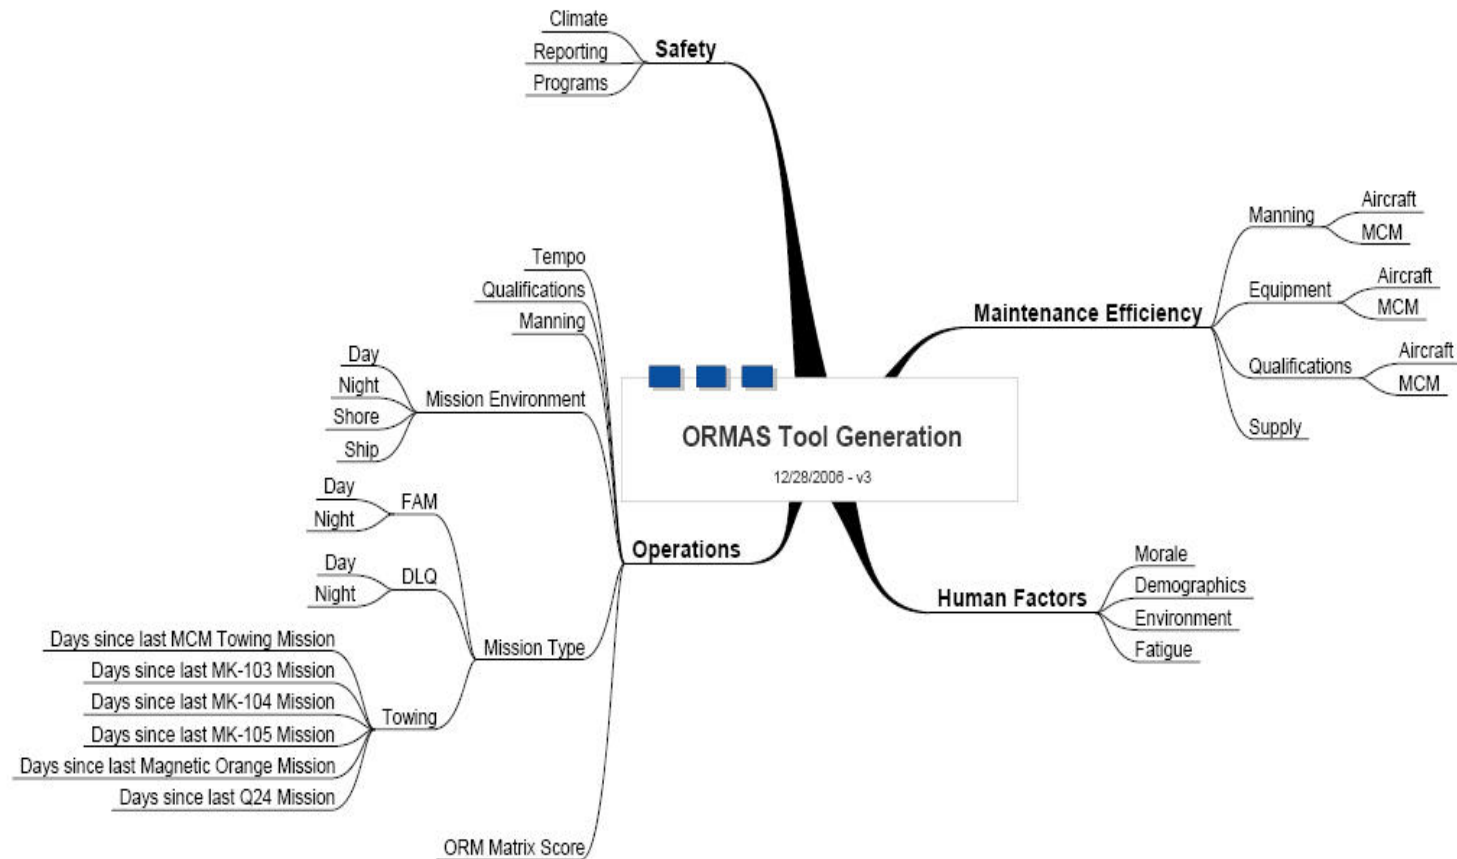 Climate
Reporting
Programs
Safety
Tempo
Qualifications
Manning
Day
Night
Shore
Ship
Mission Environment
Day
Night
FAM
Day
Night
DLQ
Days since last MCM Towing Mission
Days since last MK-103 Mission
Days since last MK-104 Mission
Days since last MK-105 Mission
Days since last Magnetic Orange Mission
Days since last Q24 Mission
Towing
Mission Type
ORM Matrix Score
Operations
ORMAS Tool Generation
12/28/2006 - v3
Maintenance Efficiency
Manning
Aircraft
MCM
Equipment
Aircraft
MCM
Qualifications
Aircraft
MCM
Supply
Human Factors
Morale
Demographics
Environment
Fatigue